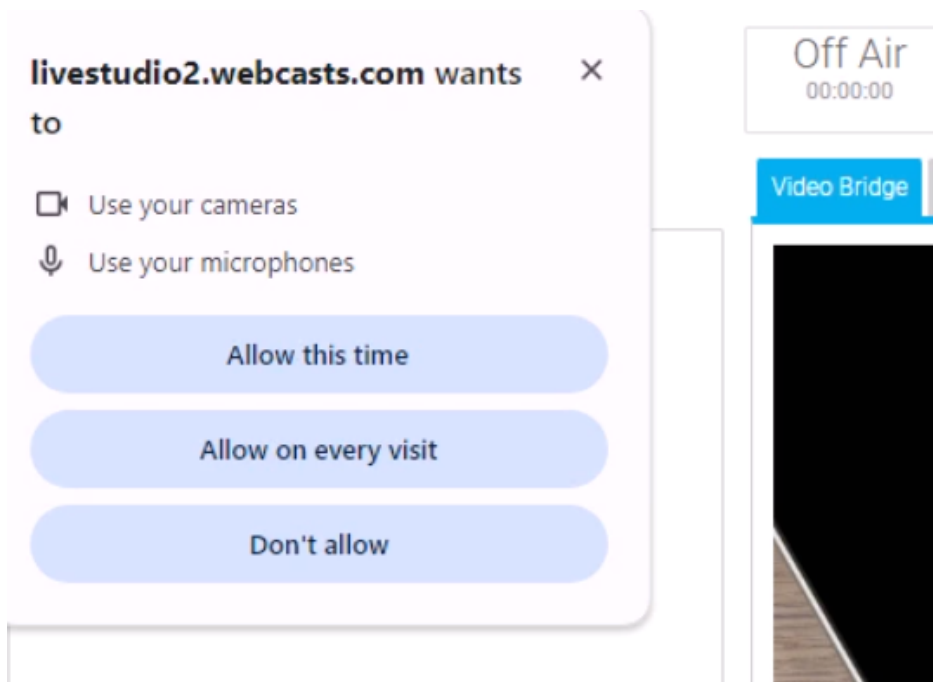 livestudio2.webcasts.com wants
to
Use your cameras
Use your microphones
Allow this time
Allow on every visit
Don't allow
Off Air
00:00:00
Video Bridge